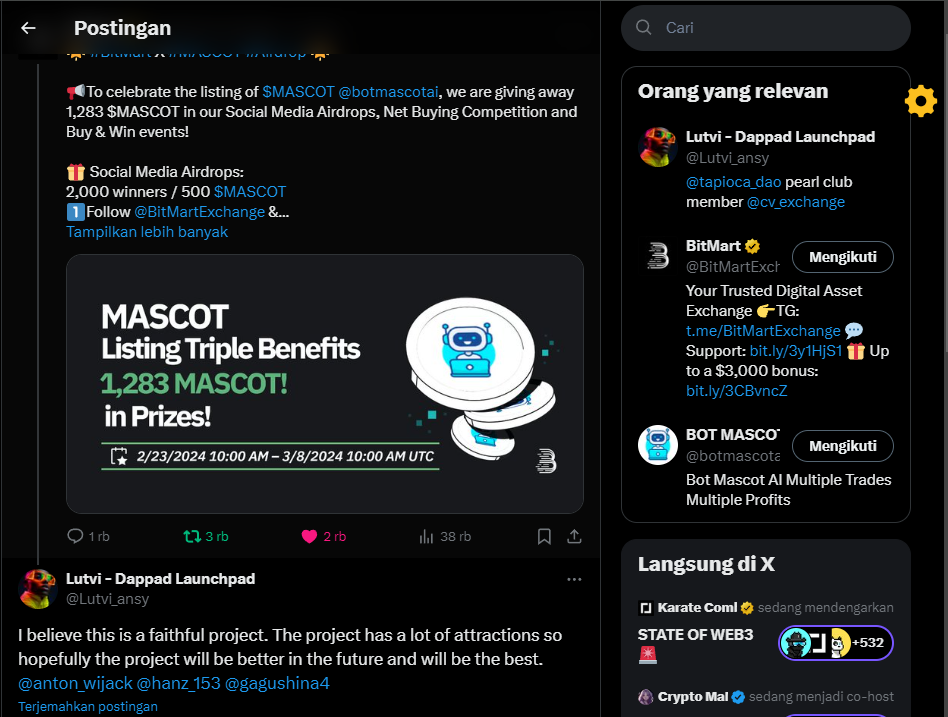 Postingan
#BitMart X #MASCOT #Airdrop
📢To celebrate the listing of $MASCOT @botmascotai, we are giving away
1,283 $MASCOT in our Social Media Airdrops, Net Buying Competition and
Buy & Win events!
🎁 Social Media Airdrops:
2,000 winners / 500 $MASCOT
1️⃣Follow @BitMartExchange &...
Tampilkan lebih banyak
MASCOT
Listing Triple Benefits
1,283 MASCOT!
in Prizes!
2/23/2024 10:00 AM – 3/8/2024 10:00 AM UTC
1 rb 3 rb 2 rb 38 rb
Lutvi - Dappad Launchpad
@Lutvi_ansy
I believe this is a faithful project. The project has a lot of attractions so
hopefully the project will be better in the future and will be the best.
@anton_wijack @hanz_153 @gagushina4
Terjemahkan postingan
Cari
Orang yang relevan
Lutvi - Dappad Launchpad
@Lutvi_ansy
@tapioca_dao pearl club
member @cv_exchange
BitMart
@BitMartExch
Mengikuti
Your Trusted Digital Asset
Exchange 👉TG:
t.me/BitMartExchange 💬
Support: bit.ly/3y1HjS1 🎁 Up
to a $3,000 bonus:
bit.ly/3CBvncZ
BOT MASCOT
@botmascota
Mengikuti
Bot Mascot AI Multiple Trades
Multiple Profits
Langsung di X
Karate Coml sedang mendengarkan
STATE OF WEB3
🚨
+532
Crypto Mal sedang menjadi co-host